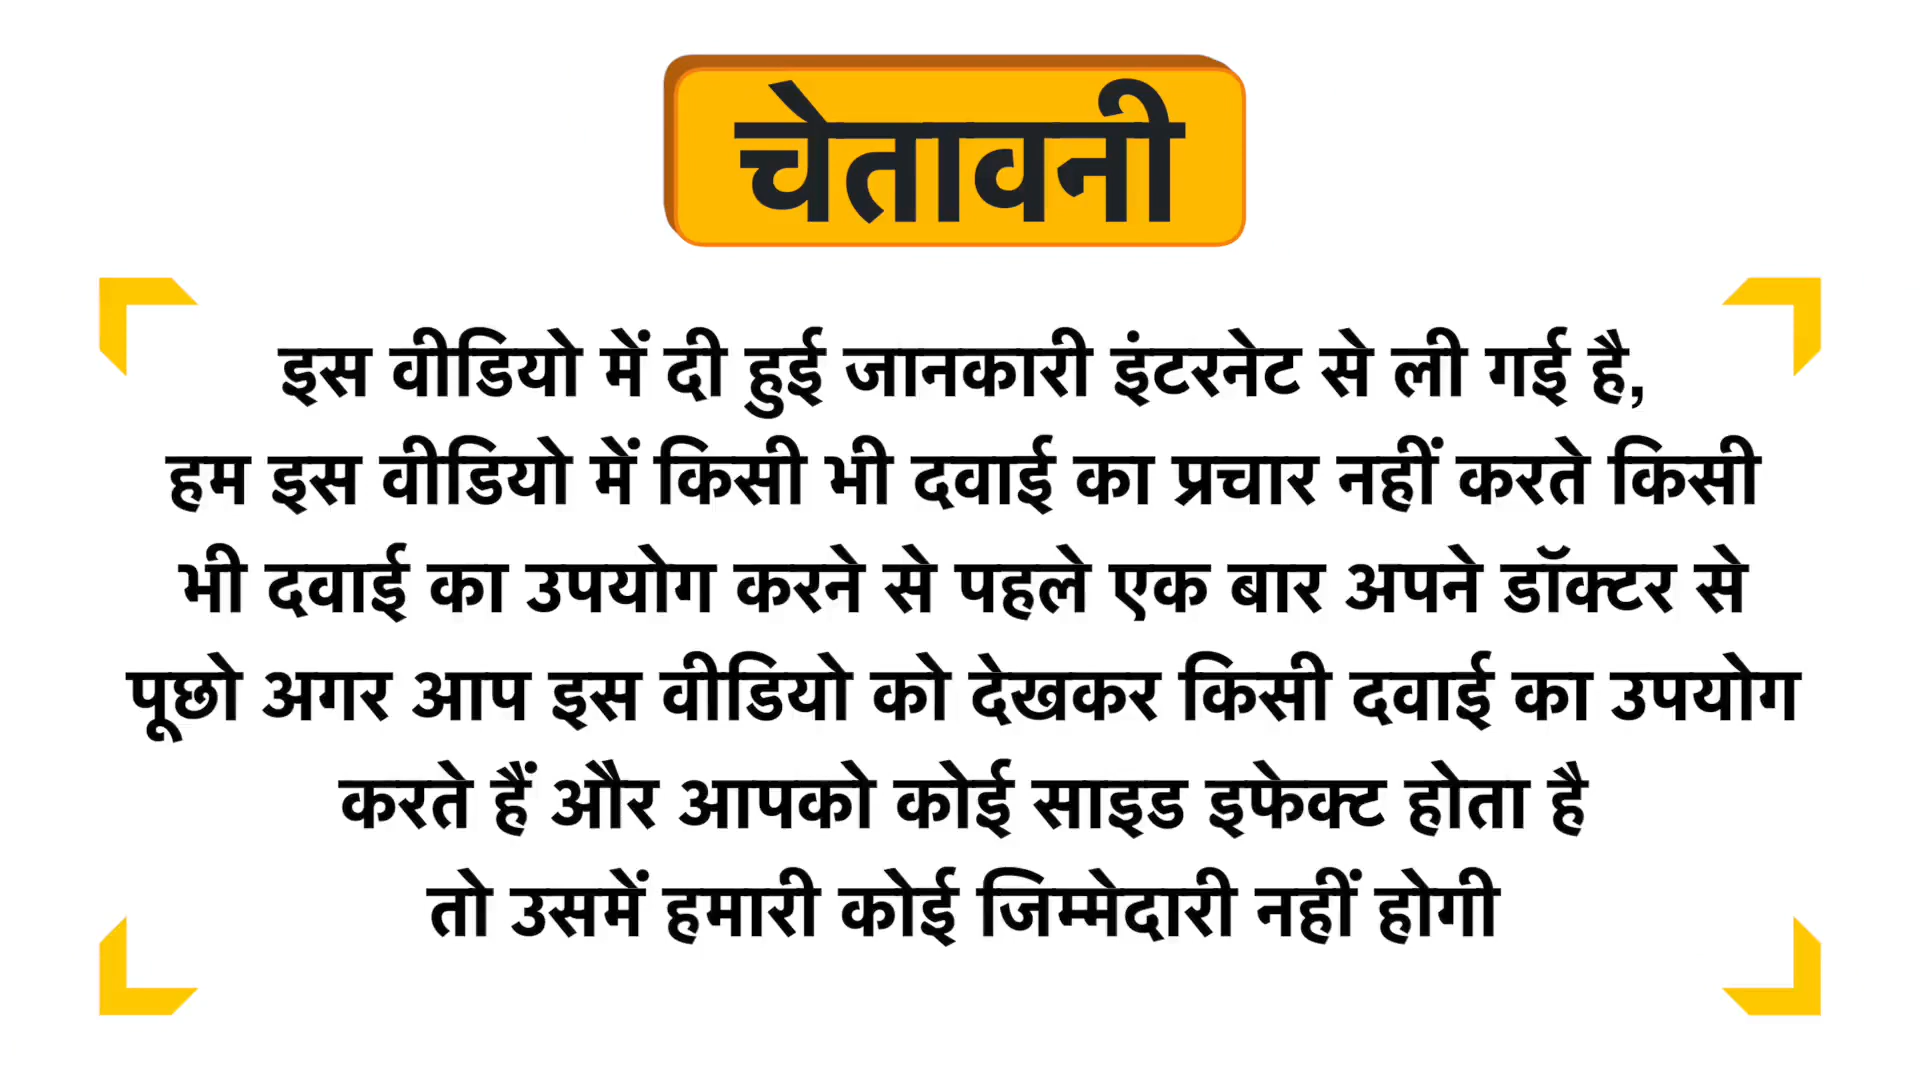 चेतावनी
इस वीडियो में दी हुई जानकारी इंटरनेट से ली गई है,
हम इस वीडियो में किसी भी दवाई का प्रचार नहीं करते किसी
भी दवाई का उपयोग करने से पहले एक बार अपने डॉक्टर से
पूछो अगर आप इस वीडियो को देखकर किसी दवाई का उपयोग
करते हैं और आपको कोई साइड इफेक्ट होता है
तो उसमें हमारी कोई जिम्मेदारी नहीं होगी